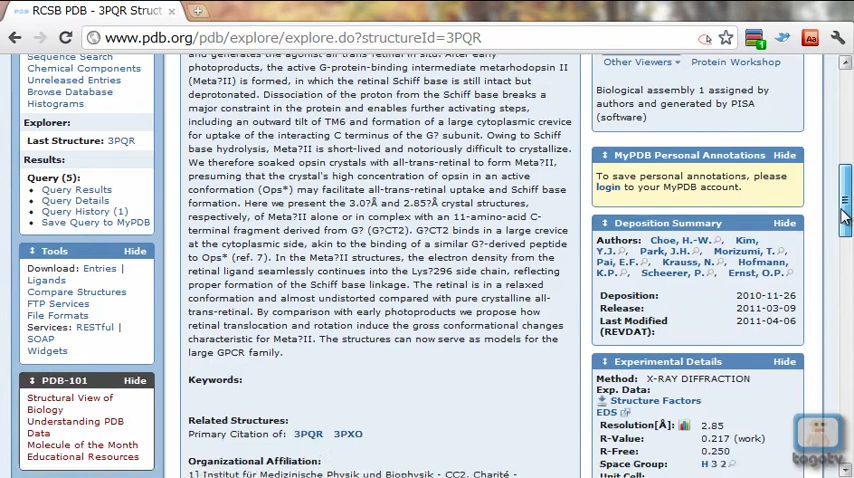 RCSB PDB - 3PQR Struct
www.pdb.org/pdb/explore/explore.do?structureId=3PQR
Sequence Search
Chemical Components
Unreleased Entries
Browse Database
Histograms
Explorer:
Last Structure: 3PQR
Results:
Query (5):
Query Results
Query Details
Query History (1)
Save Query to MyPDB
Tools Hide
Download: Entries |
Ligands
Compare Structures
FTP Services
File Formats
Services: RESTful |
SOAP
Widgets
PDB-101 Hide
Structural View of
Biology
Understanding PDB
Data
Molecule of the Month
Educational Resources
and generates the agonist all trans retinal in situ. After early
photoproducts, the active G-protein-binding intermediate metarhodopsin II
(Meta?II) is formed, in which the retinal Schiff base is still intact but
deprotonated. Dissociation of the proton from the Schiff base breaks a
major constraint in the protein and enables further activating steps,
including an outward tilt of TM6 and formation of a large cytoplasmic crevice
for uptake of the interacting C terminus of the G? subunit. Owing to Schiff
base hydrolysis, Meta?II is short-lived and notoriously difficult to crystallize.
We therefore soaked opsin crystals with all-trans-retinal to form Meta?II,
presuming that the crystal's high concentration of opsin in an active
conformation (Ops*) may facilitate all-trans-retinal uptake and Schiff base
formation. Here we present the 3.0?Å and 2.85?Å crystal structures,
respectively, of Meta?II alone or in complex with an 11-amino-acid C-
terminal fragment derived from G? (G?CT2). G?CT2 binds in a large crevice
at the cytoplasmic side, akin to the binding of a similar G?-derived peptide
to Ops* (ref. 7). In the Meta?II structures, the electron density from the
retinal ligand seamlessly continues into the Lys?296 side chain, reflecting
proper formation of the Schiff base linkage. The retinal is in a relaxed
conformation and almost undistorted compared with pure crystalline all-
trans-retinal. By comparison with early photoproducts we propose how
retinal translocation and rotation induce the gross conformational changes
characteristic for Meta?II. The structures can now serve as models for the
large GPCR family.
Keywords:
Related Structures:
Primary Citation of: 3PQR 3PXO
Organizational Affiliation:
1] Institut für Medizinische Physik und Biophysik - CC2, Charité -
Other Viewers Protein Workshop
Biological assembly 1 assigned by
authors and generated by PISA
(software)
MyPDB Personal Annotations Hide
To save personal annotations, please
login to your MyPDB account.
Deposition Summary Hide
Authors: Choe, H.-W. , Kim,
Y.J. , Park, J.H. , Morizumi, T. ,
Pai, E.F. , Krauss, N. , Hofmann,
K.P. , Scheerer, P. , Ernst, O.P.
Deposition: 2010-11-26
Release: 2011-03-09
Last Modified 2011-04-06
(REVDAT):
Experimental Details Hide
Method: X-RAY DIFFRACTION
Exp. Data:
Structure Factors
EDS
Resolution[Å]: 2.85
R-Value: 0.217 (work)
R-Free: 0.250
Space Group: H 3 2
Unit Cell:
togotv